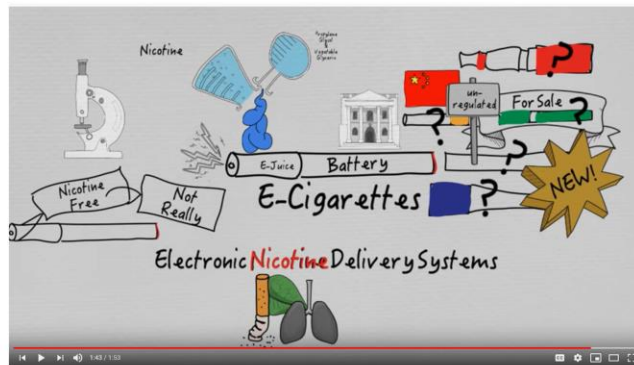 Nicotine
Propylene
Glycol
&
Vegetable
Glycerin
?
un-
regulated
For Sale
?
?
E-Juice
Battery
?
Nicotine
Free
Not
Really
E-Cigarettes
?
NEW!
Electronic Nicotine Delivery Systems
1:43 / 1:53